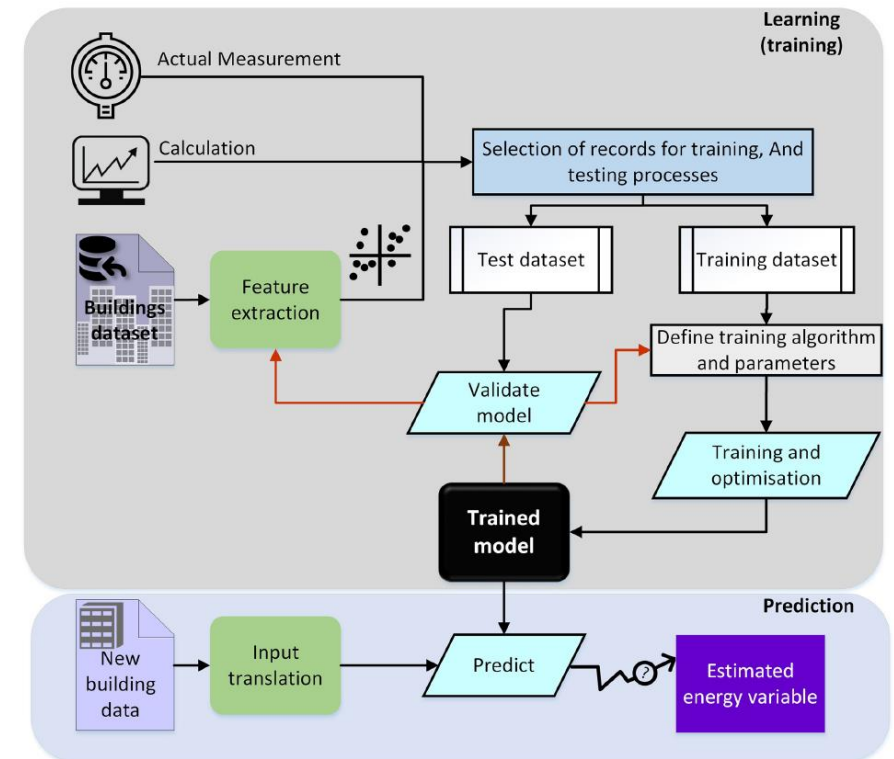 Learning
(training)
Actual Measurement
Calculation
Selection of records for training, And
testing processes
Buildings
dataset
Feature
extraction
Test dataset
Training dataset
Define training algorithm
and parameters
Validate
model
Training and
optimisation
Trained
model
Prediction
New
building
data
Input
translation
Predict
?
Estimated
energy variable